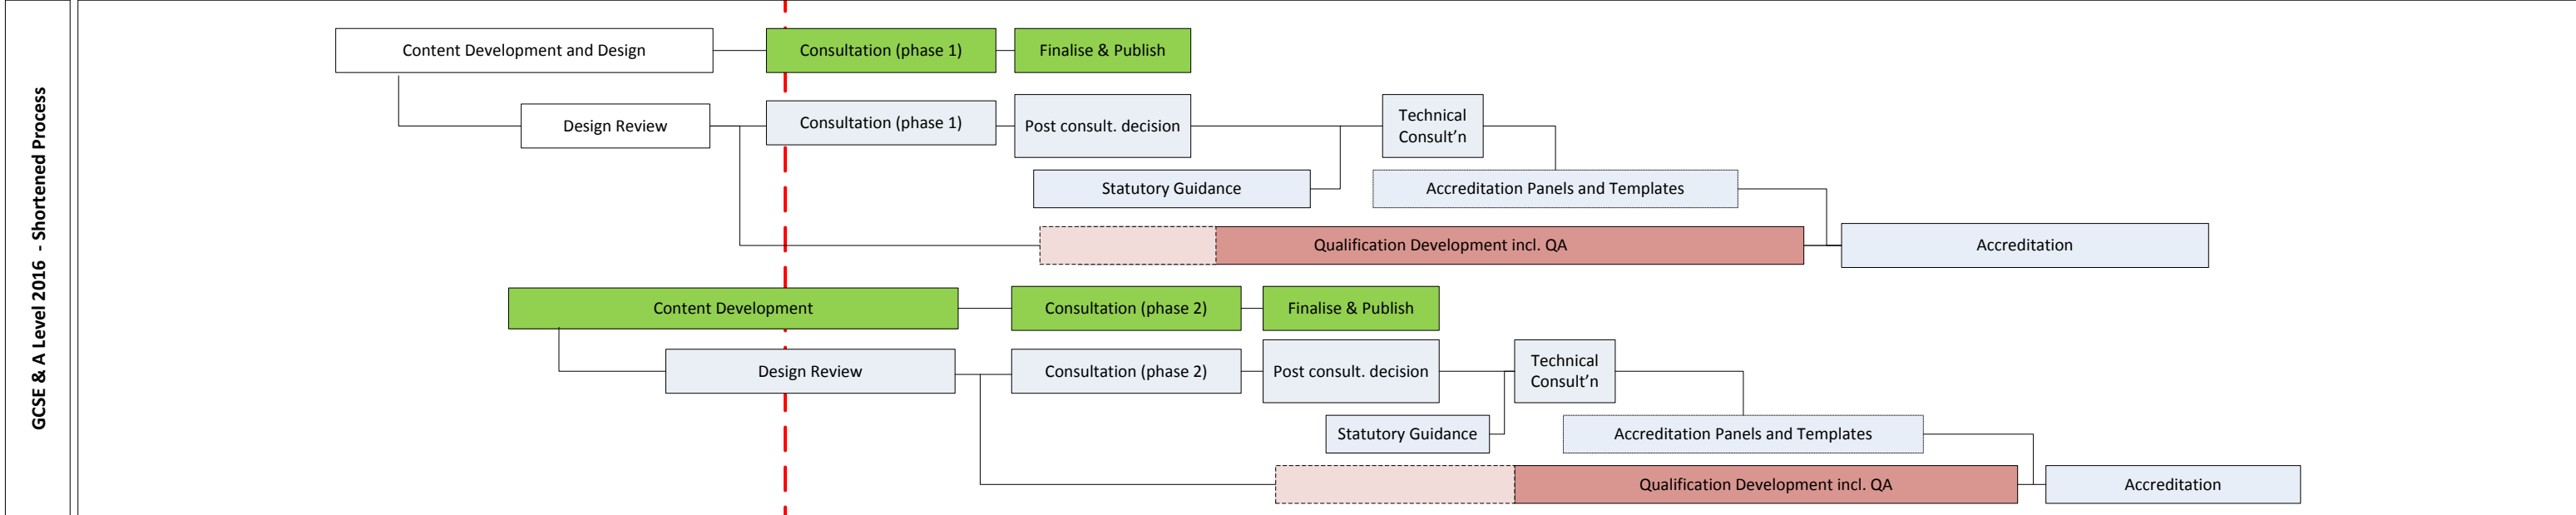 GCSE & A Level 2016 - Shortened Process
Content Development and Design
Consultation (phase 1)
Finalise & Publish
Design Review
Consultation (phase 1)
Post consult. decision
Technical
Consult’n
Statutory Guidance
Accreditation Panels and Templates
Qualification Development incl. QA
Accreditation
Content Development
Consultation (phase 2)
Finalise & Publish
Design Review
Consultation (phase 2)
Post consult. decision
Technical
Consult’n
Statutory Guidance
Accreditation Panels and Templates
Qualification Development incl. QA
Accreditation